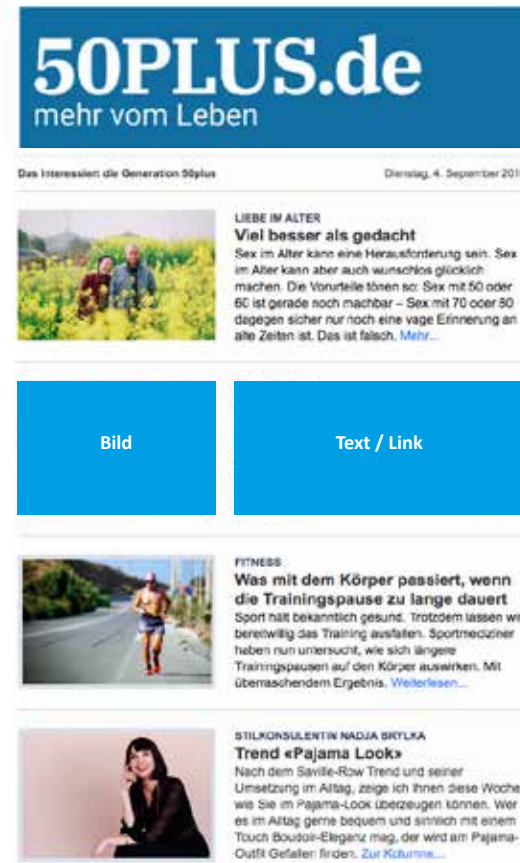 50PLUS.de
mehr vom Leben
Das interessiert die Generation 50plus
Dienstag, 4. September 201
LIEBE IM ALTER
Viel besser als gedacht
Sex im Alter kann eine Herausforderung sein. Sex
im Alter kann aber auch wunschlos glücklich
machen. Die Vorurteile tönen so: Sex mit 50 oder
60 ist gerade noch machbar – Sex mit 70 oder 80
dagegen sicher nur noch eine vage Erinnerung an
alte Zeiten ist. Das ist falsch. Mehr...
Bild
Text / Link
FITNESS
Was mit dem Körper passiert, wenn
die Trainingspause zu lange dauert
Sport hält bekanntlich gesund. Trotzdem lassen wir
bereitwillig das Training ausfallen. Sportmediziner
haben nun untersucht, wie sich längere
Trainingspausen auf den Körper auswirken. Mit
überraschendem Ergebnis. Weiterlesen...
STILKONSULENTIN NADJA BRYLKA
Trend «Pajama Look»
Nach dem Saville-Row Trend und seiner
Umsetzung im Alltag, zeige ich Ihnen diese Woche
wie Sie im Pajama-Look überzeugen können. Wer
es im Alltag gerne bequem und sinnlich mit einem
Touch Boudoir-Eleganz mag, der wird am Pajama-
Outfit Gefallen finden. Zur Kolumne...